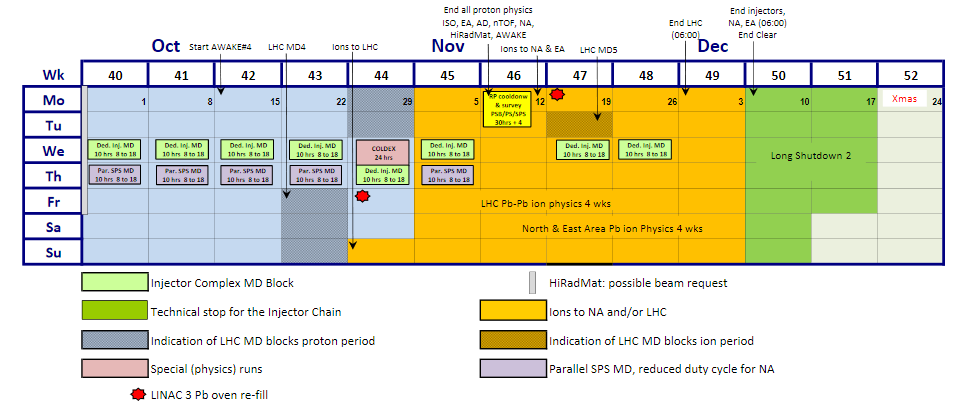 End all proton physics
ISO, EA, AD, nTOF, NA,
HiRadMat, AWAKE
End injectors,
NA, EA (06:00)
End Clear
End LHC
(06:00)
Oct
Start AWAKE#4
LHC MD4
Ions to LHC
Nov
Ions to NA & EA
LHC MD5
Dec
Wk 40 41 42 43 44 45 46 47 48 49 50 51 52
Mo 1 8 15 22 29 5 12 19 26 3 10 17 Xmas 24
RP cooldonw
& survey
PSB/PS/SPS
30hrs + 4
Tu
We
Ded. Inj. MD
10 hrs 8 to 18
Ded. Inj. MD
10 hrs 8 to 18
Ded. Inj. MD
10 hrs 8 to 18
Ded. Inj. MD
10 hrs 8 to 18
COLDEX
24 hrs
Ded. Inj. MD
10 hrs 8 to 18
Ded. Inj. MD
10 hrs 8 to 18
Ded. Inj. MD
10 hrs 8 to 18
Long Shutdown 2
Th
Par. SPS MD
10 hrs 8 to 18
Par. SPS MD
10 hrs 8 to 18
Par. SPS MD
10 hrs 8 to 18
Par. SPS MD
10 hrs 8 to 18
Ded. Inj. MD
10 hrs 8 to 18
Par. SPS MD
10 hrs 8 to 18
Fr
LHC Pb-Pb ion physics 4 wks
Sa
North & East Area Pb ion Physics 4 wks
Su
Injector Complex MD Block
HiRadMat: possible beam request
Technical stop for the Injector Chain
Ions to NA and/or LHC
Indication of LHC MD blocks proton period
Indication of LHC MD blocks ion period
Special (physics) runs
Parallel SPS MD, reduced duty cycle for NA
LINAC 3 Pb oven re-fill